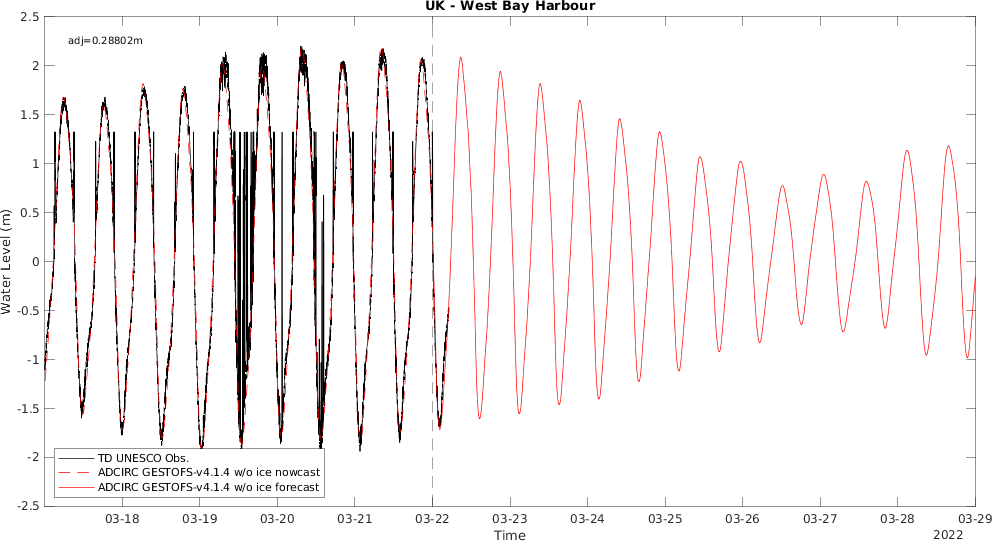 UK - West Bay Harbour
adj=0.28802m
2.5
2
1.5
1
0.5
0
-0.5
-1
-1.5
-2
-2.5
Water Level (m)
TD UNESCO Obs.
ADCIRC GESTOFS-v4.1.4 w/o ice nowcast
ADCIRC GESTOFS-v4.1.4 w/o ice forecast
03-18 03-19 03-20 03-21 03-22 03-23 03-24 03-25 03-26 03-27 03-28 03-29
Time
2022